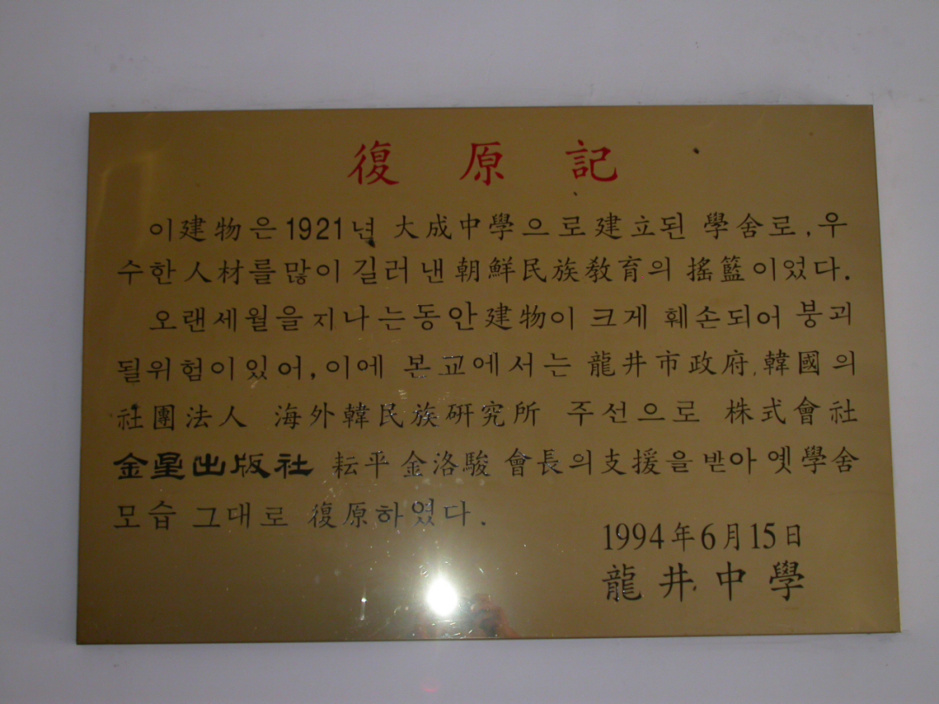 復原記
이建物은 1921년 大成中學으로建立된 學舍로, 우
수한 人材를많이 길러 낸 朝鮮民族敎育의 搖籃이었다.
오랜세월을지나는동안建物이 크게 훼손되어 붕괴
될위험이있어, 이에 본교에서는 龍井市政府, 韓國의
社團法人 海外韓民族硏究所 주선으로 株式會社
金星出版社 耘平 金洛駿 會長의支援을받아옛學舍
모습 그대로 復原하였다.
1994年6月15日
龍井中學